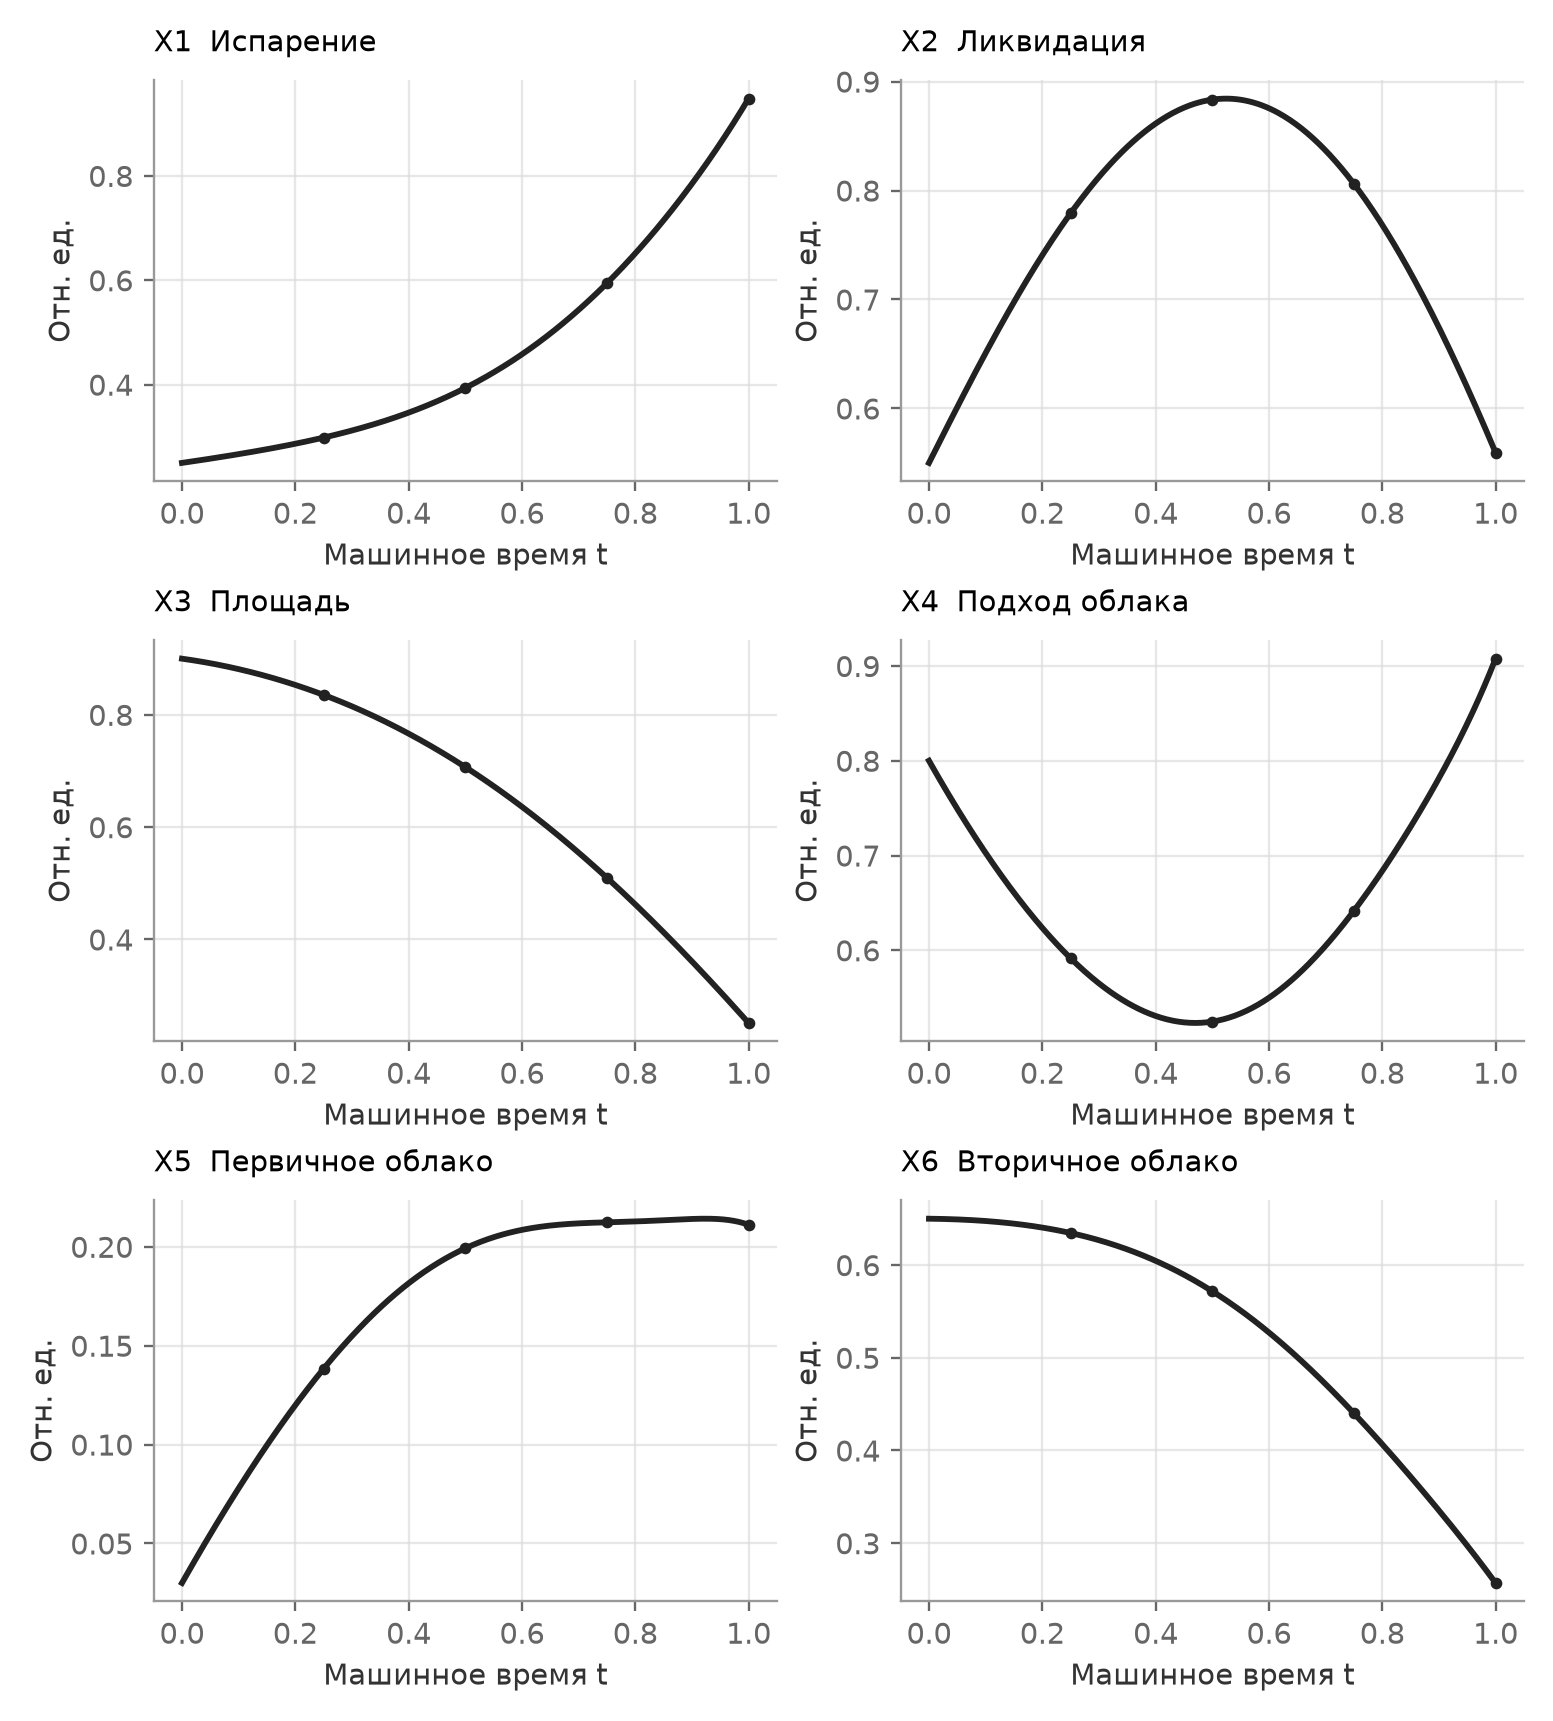 X1 Испарение
Отн. ед.
0.8
0.6
0.4
0.0 0.2 0.4 0.6 0.8 1.0
Машинное время t
X2 Ликвидация
Отн. ед.
0.9
0.8
0.7
0.6
0.0 0.2 0.4 0.6 0.8 1.0
Машинное время t
X3 Площадь
Отн. ед.
0.8
0.6
0.4
0.0 0.2 0.4 0.6 0.8 1.0
Машинное время t
X4 Подход облака
Отн. ед.
0.9
0.8
0.7
0.6
0.0 0.2 0.4 0.6 0.8 1.0
Машинное время t
X5 Первичное облако
Отн. ед.
0.20
0.15
0.10
0.05
0.0 0.2 0.4 0.6 0.8 1.0
Машинное время t
X6 Вторичное облако
Отн. ед.
0.6
0.5
0.4
0.3
0.0 0.2 0.4 0.6 0.8 1.0
Машинное время t